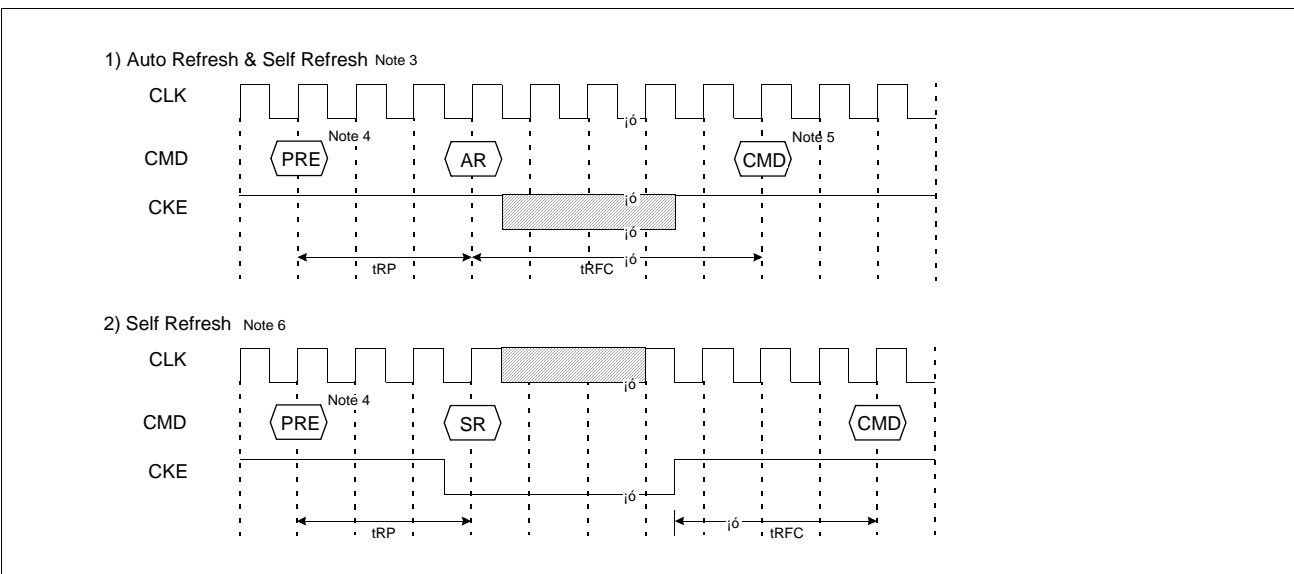 1) Auto Refresh & Self Refresh Note 3
CLK
¡ó
CMD
PRE
Note 4
AR
CMD
Note 5
CKE
¡ó
¡ó
tRP
tRFC
¡ó
2) Self Refresh Note 6
CLK
¡ó
CMD
PRE
Note 4
SR
CMD
CKE
¡ó
tRP
¡ó
tRFC